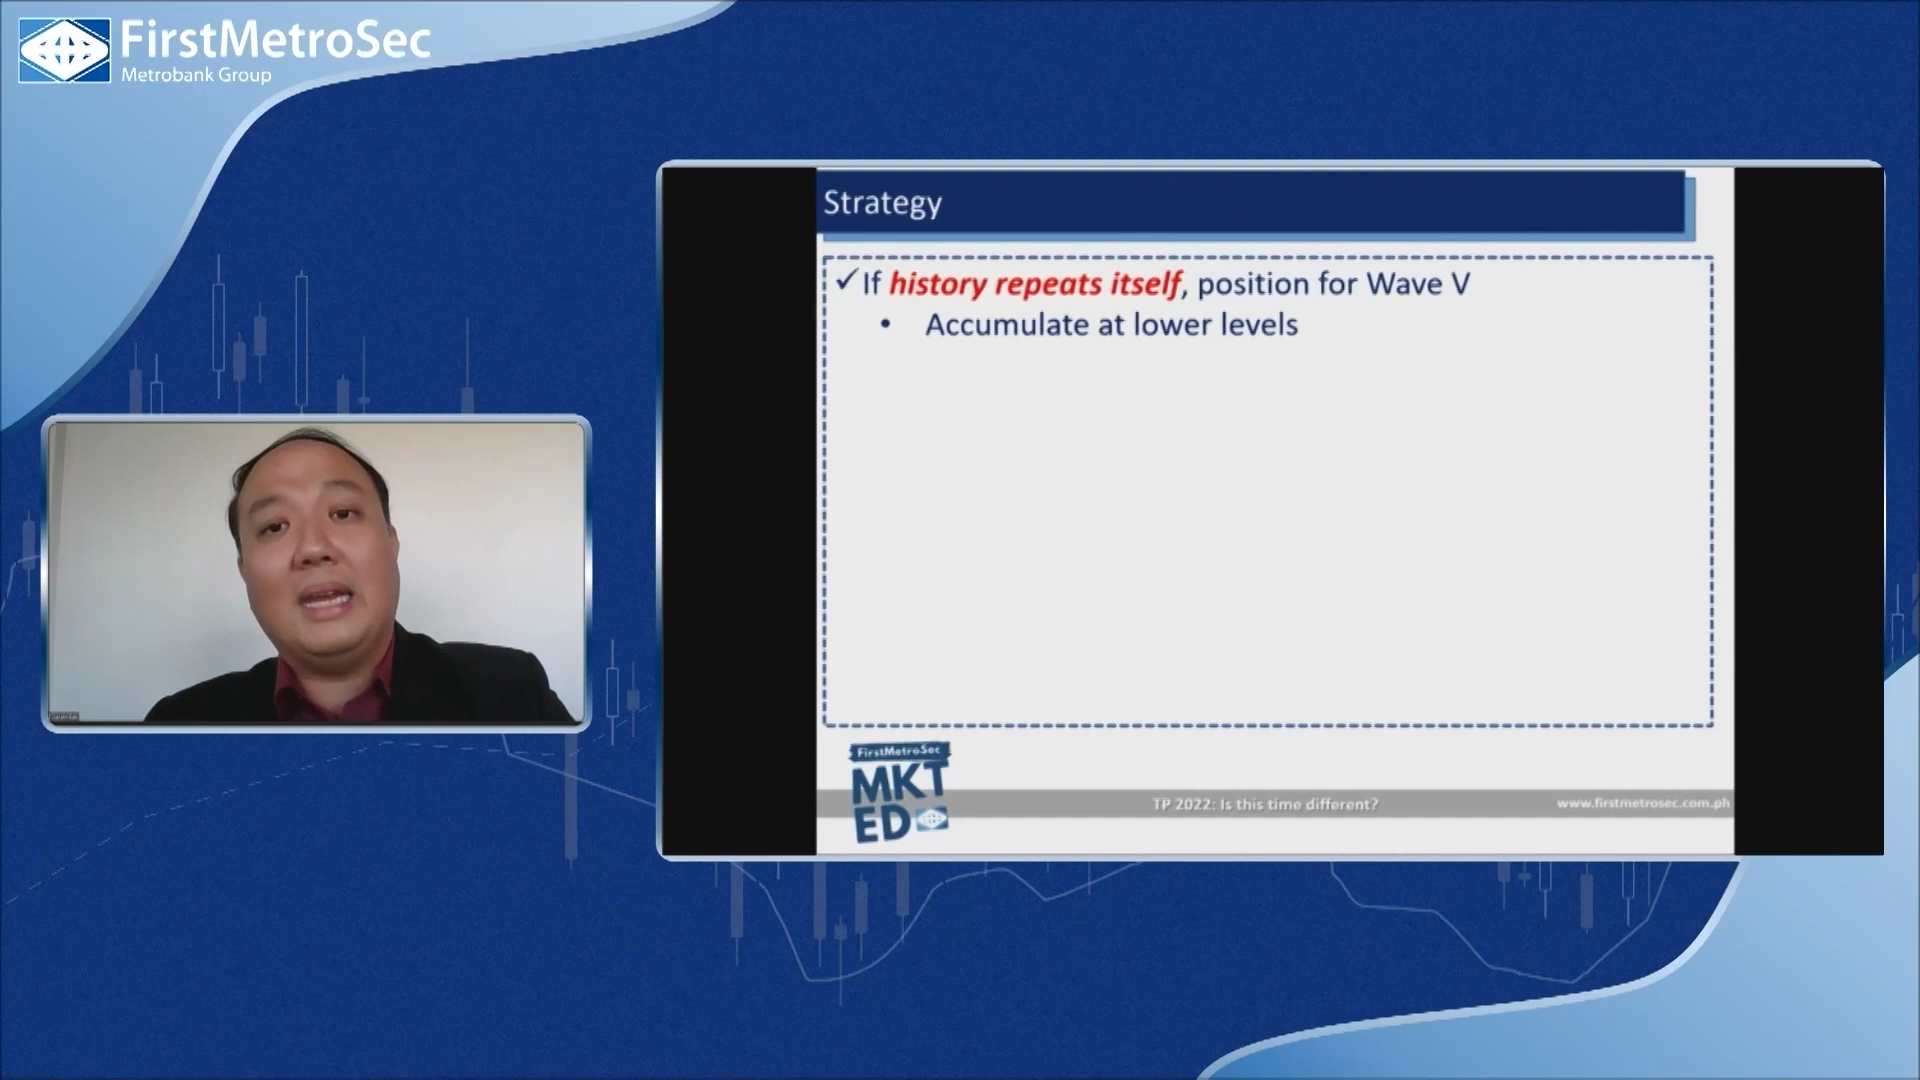 FirstMetroSec
Metrobank Group
Strategy
✓If history repeats itself, position for Wave V
• Accumulate at lower levels
FirstMetroSec
MKT
ED
TP 2022: Is this time different?
www.firstmetrosec.com.ph